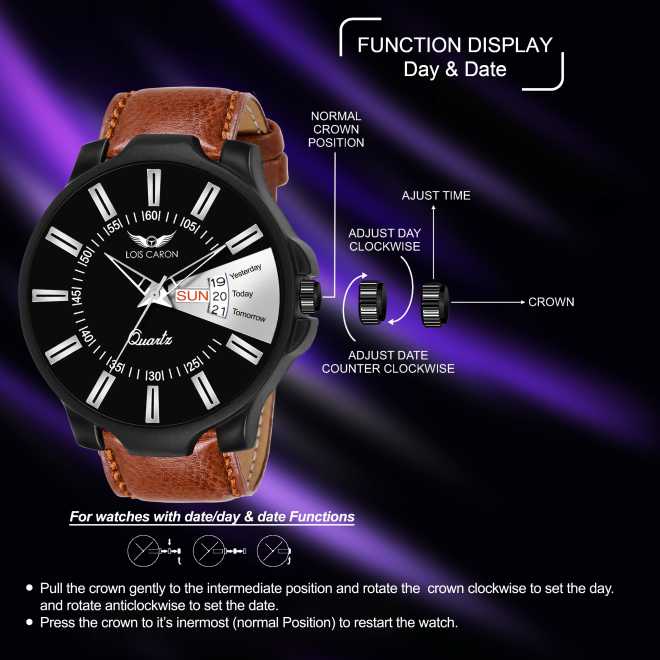 FUNCTION DISPLAY
Day & Date
NORMAL
CROWN
POSITION
AJUST TIME
ADJUST DAY
CLOCKWISE
CROWN
ADJUST DATE
COUNTER CLOCKWISE
|60|
|05|
|55|
|45|
|40|
|35|
|30|
|25|
LOIS CARON
Yesterday
19
SUN 20 Today
21 Tomorrow
Quartz
For watches with date/day & date Functions
• Pull the crown gently to the intermediate position and rotate the crown clockwise to set the day.
and rotate anticlockwise to set the date.
• Press the crown to it's inermost (normal Position) to restart the watch.